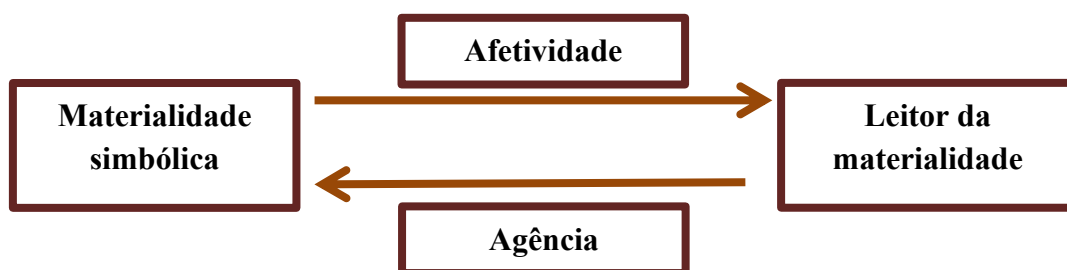 Afetividade
Materialidade
simbólica
Leitor da
materialidade
Agência